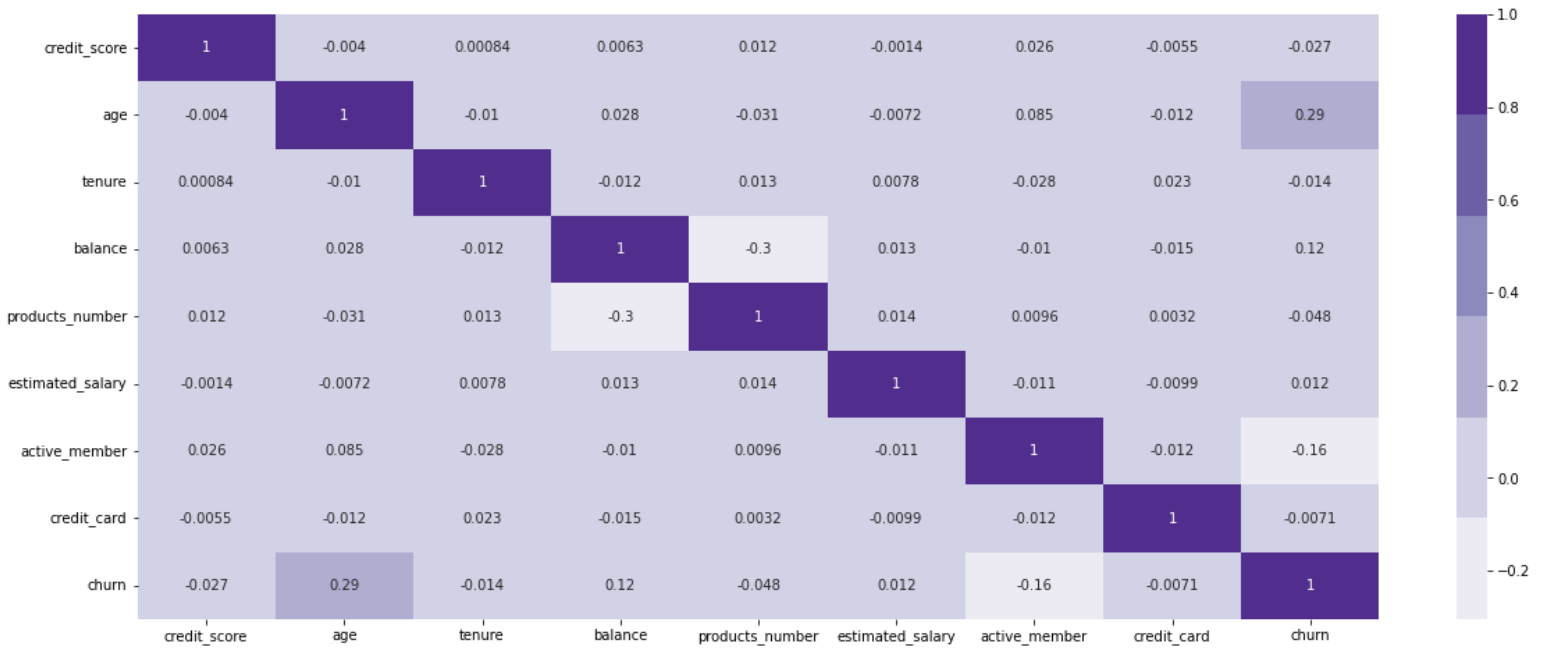 1.0
credit_score 1 -0.004 0.00084 0.0063 0.012 -0.0014 0.026 -0.0055 -0.027
0.8
age -0.004 1 -0.01 0.028 -0.031 -0.0072 0.085 -0.012 0.29
tenure 0.00084 -0.01 1 -0.012 0.013 0.0078 -0.028 0.023 -0.014
0.6
balance 0.0063 0.028 -0.012 1 -0.3 0.013 -0.01 -0.015 0.12
0.4
products_number 0.012 -0.031 0.013 -0.3 1 0.014 0.0096 0.0032 -0.048
estimated_salary -0.0014 -0.0072 0.0078 0.013 0.014 1 -0.011 -0.0099 0.012
0.2
active_member 0.026 0.085 -0.028 -0.01 0.0096 -0.011 1 -0.012 -0.16
0.0
credit_card -0.0055 -0.012 0.023 -0.015 0.0032 -0.0099 -0.012 1 -0.0071
−0.2
churn -0.027 0.29 -0.014 0.12 -0.048 0.012 -0.16 -0.0071 1
credit_score age tenure balance products_number estimated_salary active_member credit_card churn